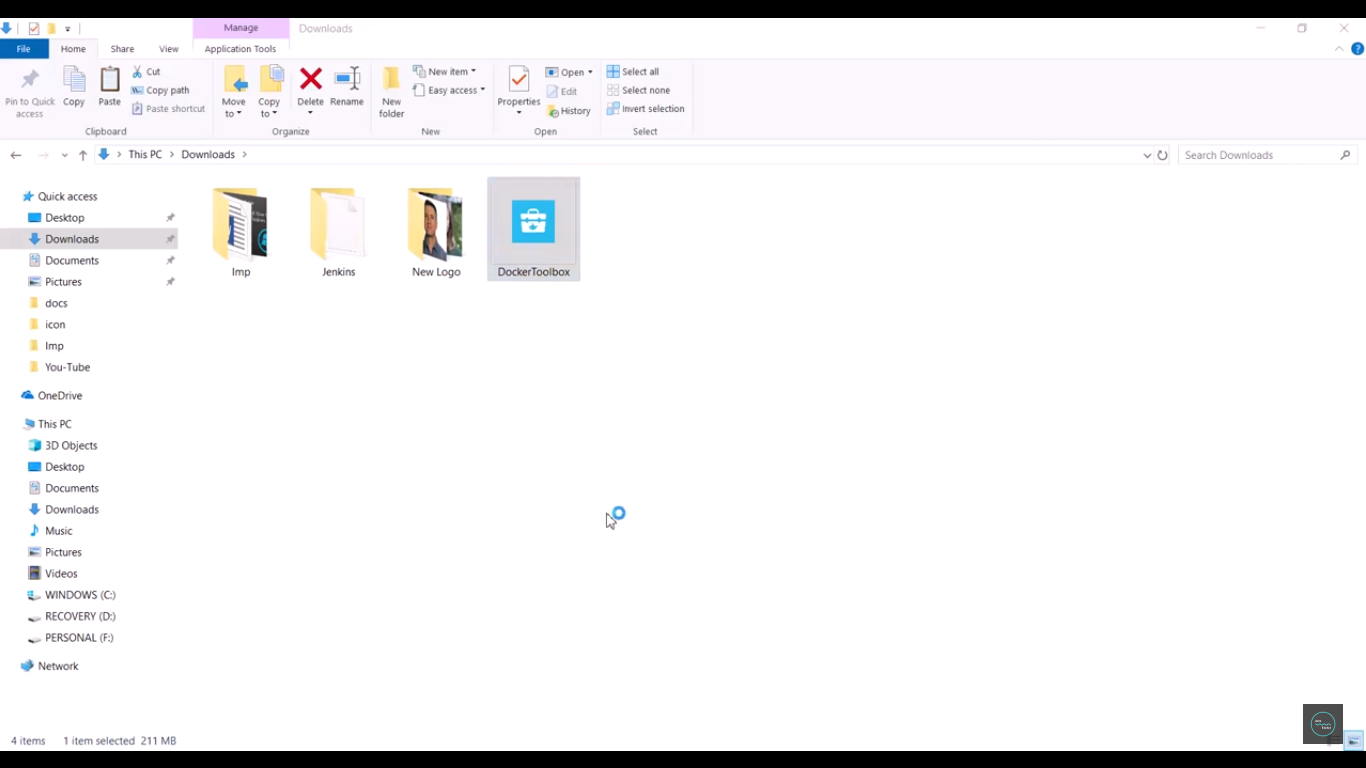 Manage
Downloads
File
Home
Share
View
Application Tools
Pin to Quick access
Copy
Paste
Cut
Copy path
Paste shortcut
Clipboard
Move to
Copy to
Delete
Rename
Organize
New folder
New item
Easy access
New
Properties
Open
Edit
History
Open
Select all
Select none
Invert selection
Select
This PC
Downloads
Search Downloads
Quick access
Desktop
Downloads
Documents
Pictures
docs
icon
Imp
You-Tube
OneDrive
This PC
3D Objects
Desktop
Documents
Downloads
Music
Pictures
Videos
WINDOWS (C:)
RECOVERY (D:)
PERSONAL (F:)
Network
Imp
Jenkins
New Logo
DockerToolbox
4 items
1 item selected 211 MB